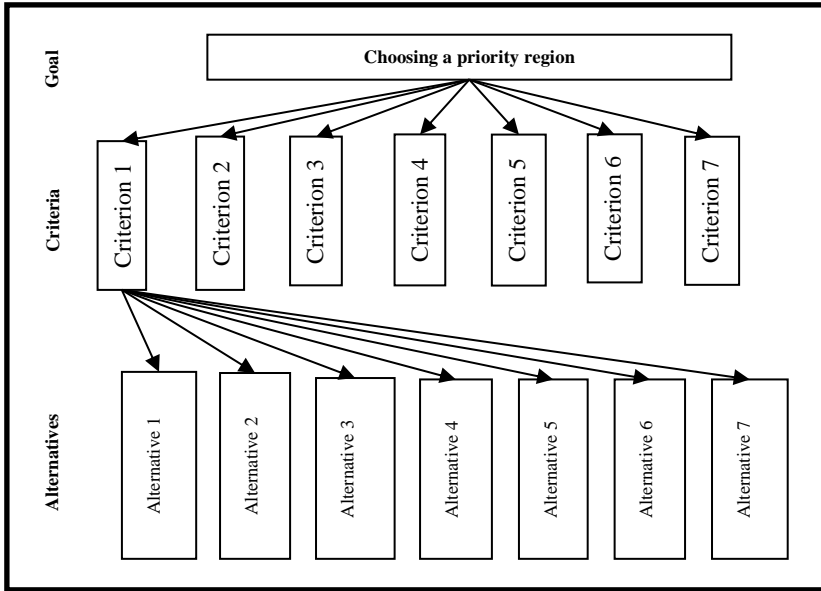 Goal
Choosing a priority region
Criteria
Criterion 1
Criterion 2
Criterion 3
Criterion 4
Criterion 5
Criterion 6
Criterion 7
Alternatives
Alternative 1
Alternative 2
Alternative 3
Alternative 4
Alternative 5
Alternative 6
Alternative 7